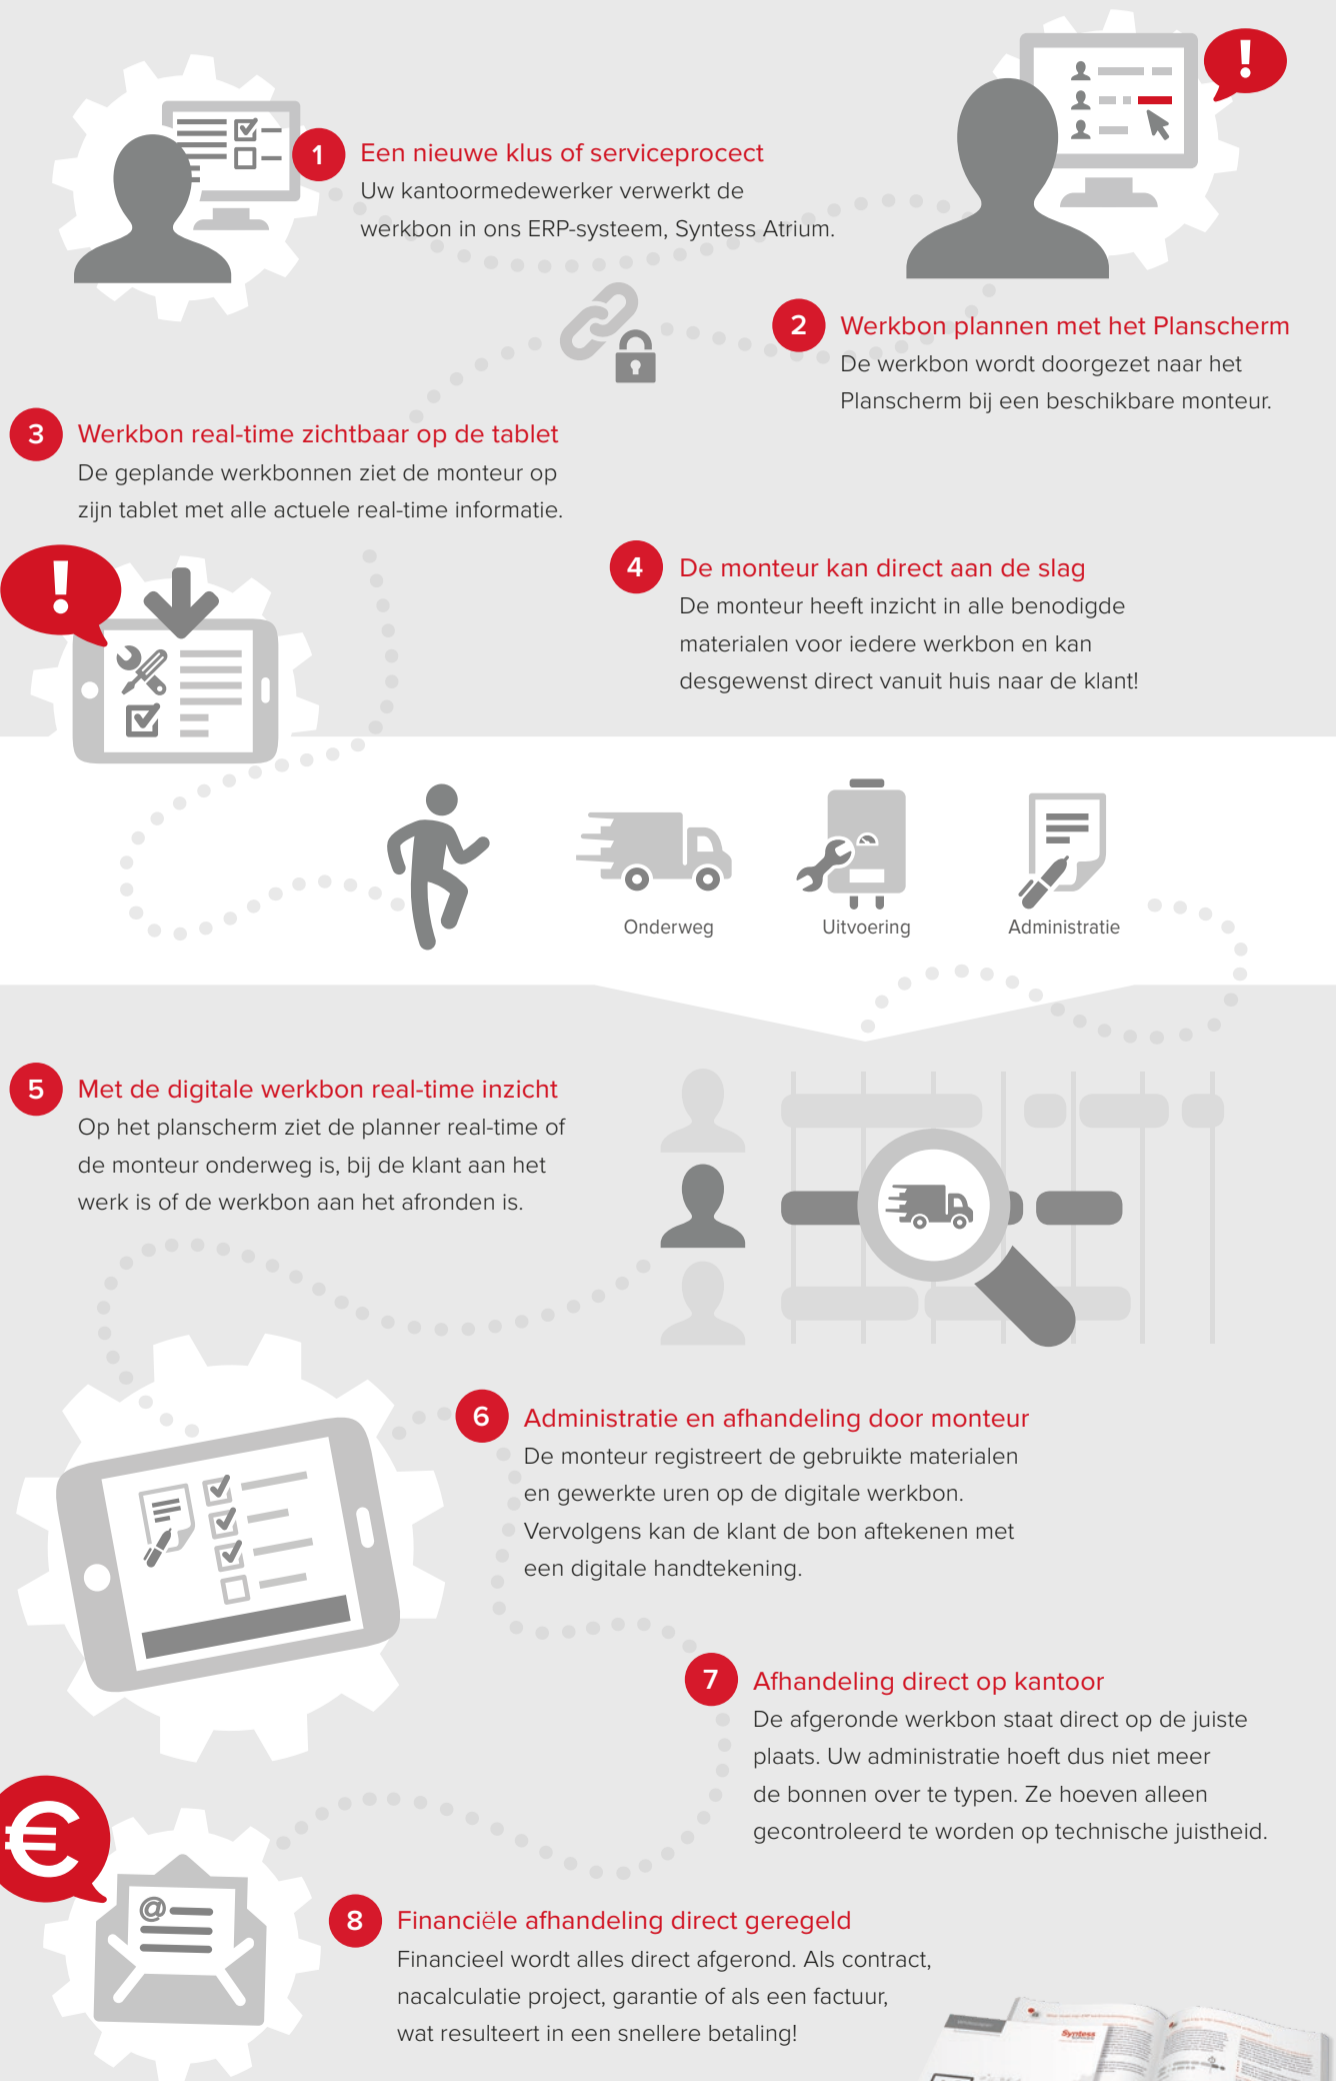 1
Een nieuwe klus of serviceprocect
Uw kantoormedewerker verwerkt de
werkbon in ons ERP-systeem, Syntess Atrium.
!
2
Werkbon plannen met het Planscherm
De werkbon wordt doorgezet naar het
Planscherm bij een beschikbare monteur.
3
Werkbon real-time zichtbaar op de tablet
De geplande werkbonnen ziet de monteur op
zijn tablet met alle actuele real-time informatie.
!
4
De monteur kan direct aan de slag
De monteur heeft inzicht in alle benodigde
materialen voor iedere werkbon en kan
desgewenst direct vanuit huis naar de klant!
Onderweg
Uitvoering
Administratie
5
Met de digitale werkbon real-time inzicht
Op het planscherm ziet de planner real-time of
de monteur onderweg is, bij de klant aan het
werk is of de werkbon aan het afronden is.
6
Administratie en afhandeling door monteur
De monteur registreert de gebruikte materialen
en gewerkte uren op de digitale werkbon.
Vervolgens kan de klant de bon aftekenen met
een digitale handtekening.
7
Afhandeling direct op kantoor
De afgeronde werkbon staat direct op de juiste
plaats. Uw administratie hoeft dus niet meer
de bonnen over te typen. Ze hoeven alleen
gecontroleerd te worden op technische juistheid.
€
@
8
Financiële afhandeling direct geregeld
Financieel wordt alles direct afgerond. Als contract,
nacalculatie project, garantie of als een factuur,
wat resulteert in een snellere betaling!
Syntess